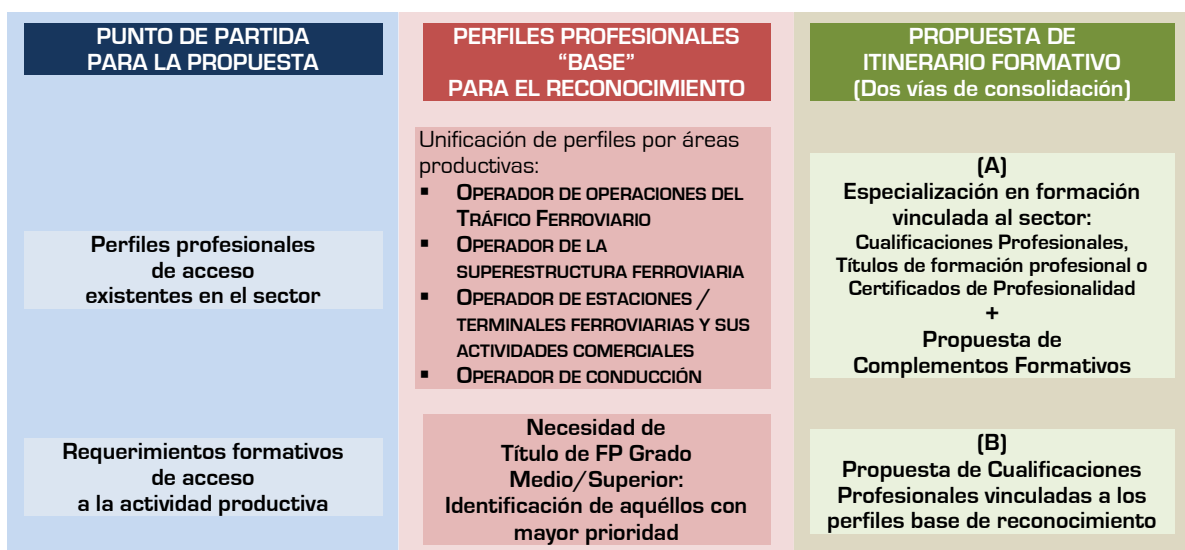 PUNTO DE PARTIDA
PARA LA PROPUESTA
Perfiles profesionales
de acceso
existentes en el sector
Requerimientos formativos
de acceso
a la actividad productiva
PERFILES PROFESIONALES
“BASE”
PARA EL RECONOCIMIENTO
Unificación de perfiles por áreas
productivas:
▪ OPERADOR DE OPERACIONES DEL
TRÁFICO FERROVIARIO
▪ OPERADOR DE LA
SUPERESTRUCTURA FERROVIARIA
▪ OPERADOR DE ESTACIONES /
TERMINALES FERROVIARIAS Y SUS
ACTIVIDADES COMERCIALES
▪ OPERADOR DE CONDUCCIÓN
Necesidad de
Título de FP Grado
Medio/Superior:
Identificación de aquéllos con
mayor prioridad
PROPUESTA DE
ITINERARIO FORMATIVO
(Dos vías de consolidación)
(A)
Especialización en formación
vinculada al sector:
Cualificaciones Profesionales,
Títulos de formación profesional o
Certificados de Profesionalidad
+
Propuesta de
Complementos Formativos
(B)
Propuesta de Cualificaciones
Profesionales vinculadas a los
perfiles base de reconocimiento